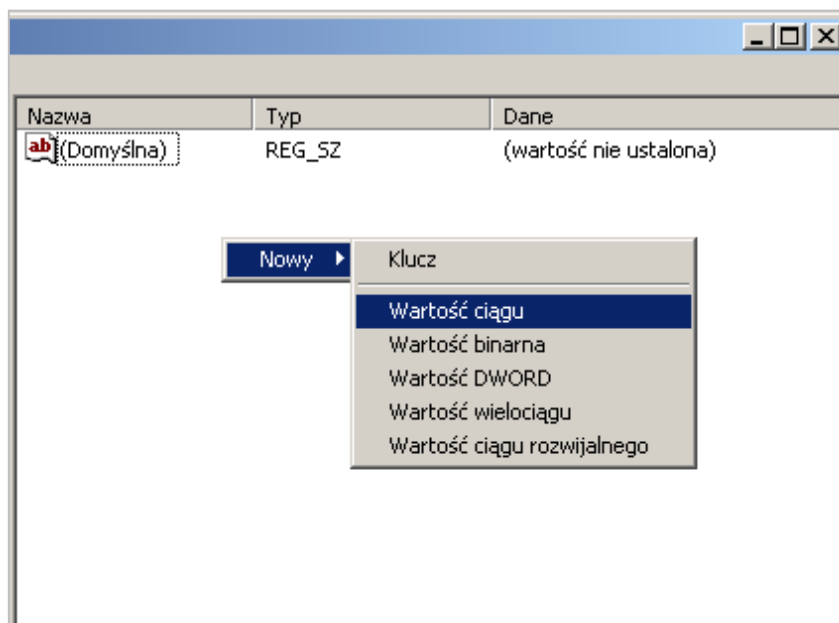 Nazwa Typ Dane
ab (Domyślna) REG_SZ (wartość nie ustalona)
Nowy Klucz
Wartość ciągu
Wartość binarna
Wartość DWORD
Wartość wielociągu
Wartość ciągu rozwijalnego